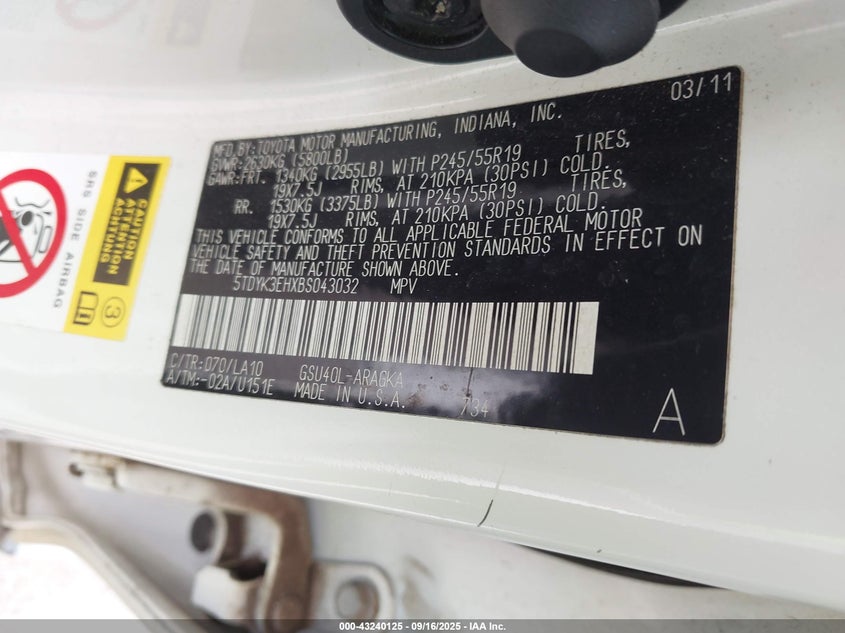 03/11
MFD. BY:TOYOTA MOTOR MANUFACTURING, INDIANA, INC.
GVWR:2630KG (5800LB)
GAWR:FRT. 1340KG (2955LB) WITH P245/55R19 TIRES,
19X7.5J RIMS, AT 210KPA (30PSI) COLD.
RR. 1530KG (3375LB) WITH P245/55R19 TIRES,
19X7.5J RIMS, AT 210KPA (30PSI) COLD.
THIS VEHICLE CONFORMS TO ALL APPLICABLE FEDERAL MOTOR
VEHICLE SAFETY AND THEFT PREVENTION STANDARDS IN EFFECT ON
THE DATE OF MANUFACTURE SHOWN ABOVE.
5TDYK3EHXBS043032 MPV
C/TR:070/LA10 GSU40L-ARAGKA
A/TM:-02A/U151E MADE IN U.S.A. 734
A
SRS SIDE AIRBAG
CAUTION
ATTENTION
ACHTUNG
3
000-43240125 - 09/16/2025 - IAA Inc.